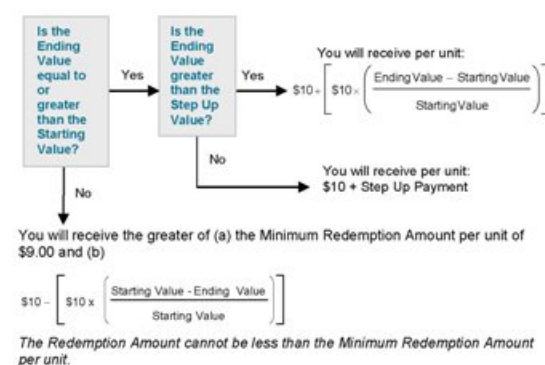 Is the
Ending
Value
equal to
or
greater
than the
Starting
Value?
Yes
Is the
Ending
Value
greater
than the
Step Up
Value?
Yes
You will receive per unit:
$10 + [ $10 × ( Ending Value – Starting Value
Starting Value ) ]
No
You will receive per unit:
$10 + Step Up Payment
No
You will receive the greater of (a) the Minimum Redemption Amount per unit of
$9.00 and (b)
$10 – [ $10 x ( Starting Value - Ending Value
Starting Value ) ]
The Redemption Amount cannot be less than the Minimum Redemption Amount
per unit.